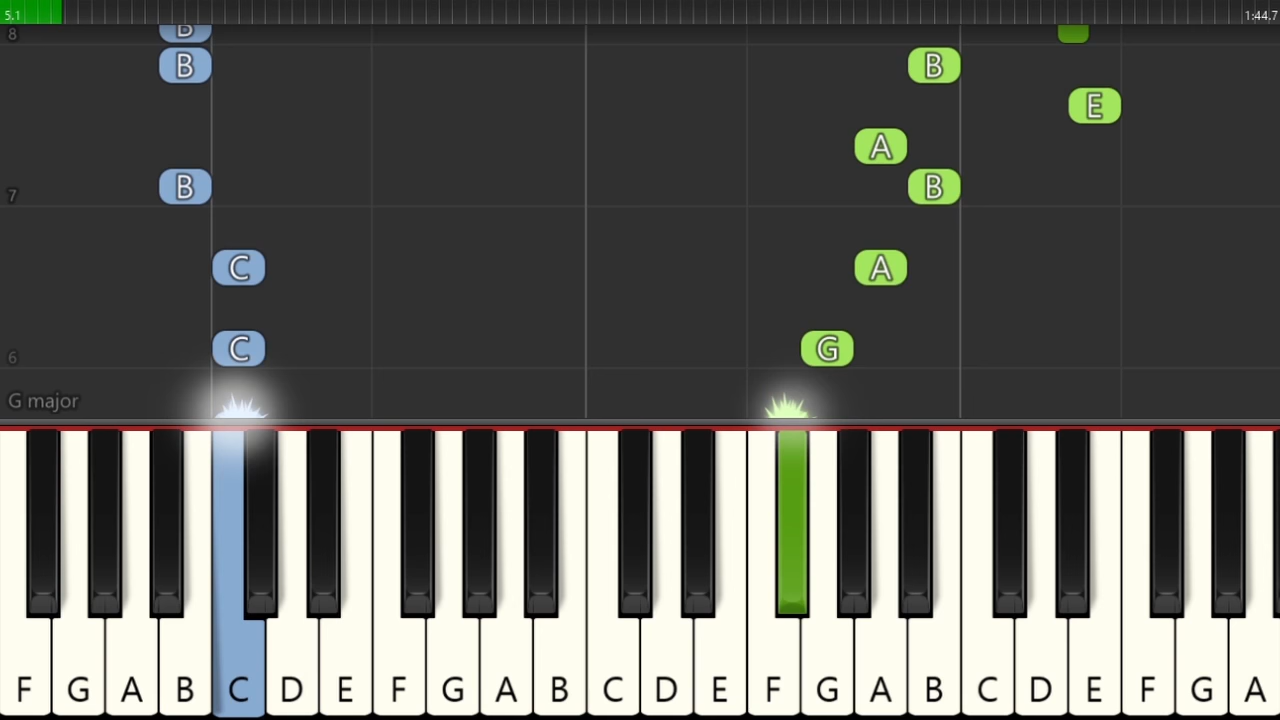 5.1 1:44.7
8 B
B B
E
A
7 B B
C A
C G
6
G major
F G A B C D E F G A B C D E F G A B C D E F G A